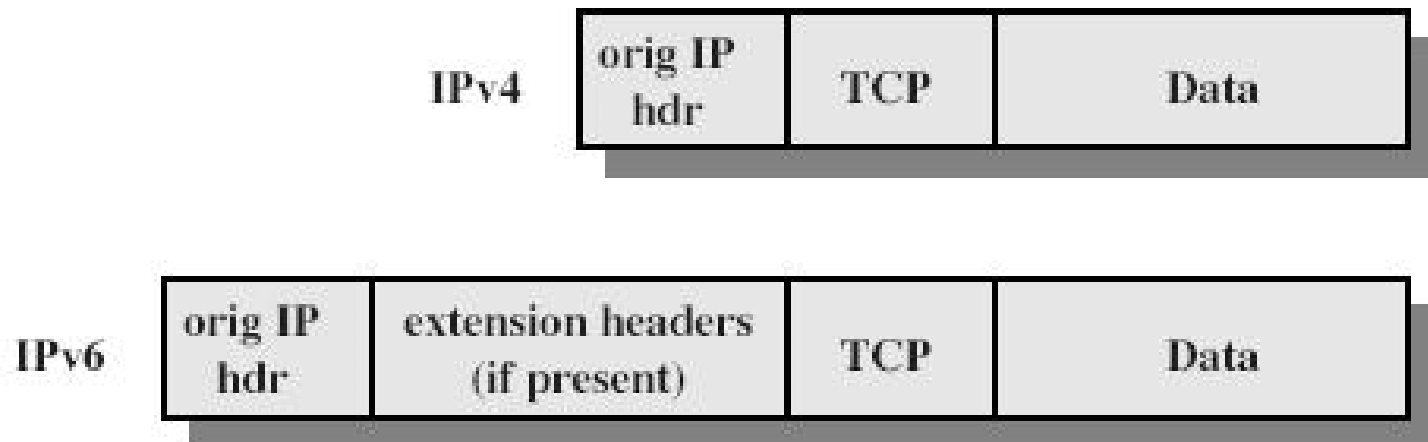 IPv4
orig IP
hdr
TCP
Data
IPv6
orig IP
hdr
extension headers
(if present)
TCP
Data